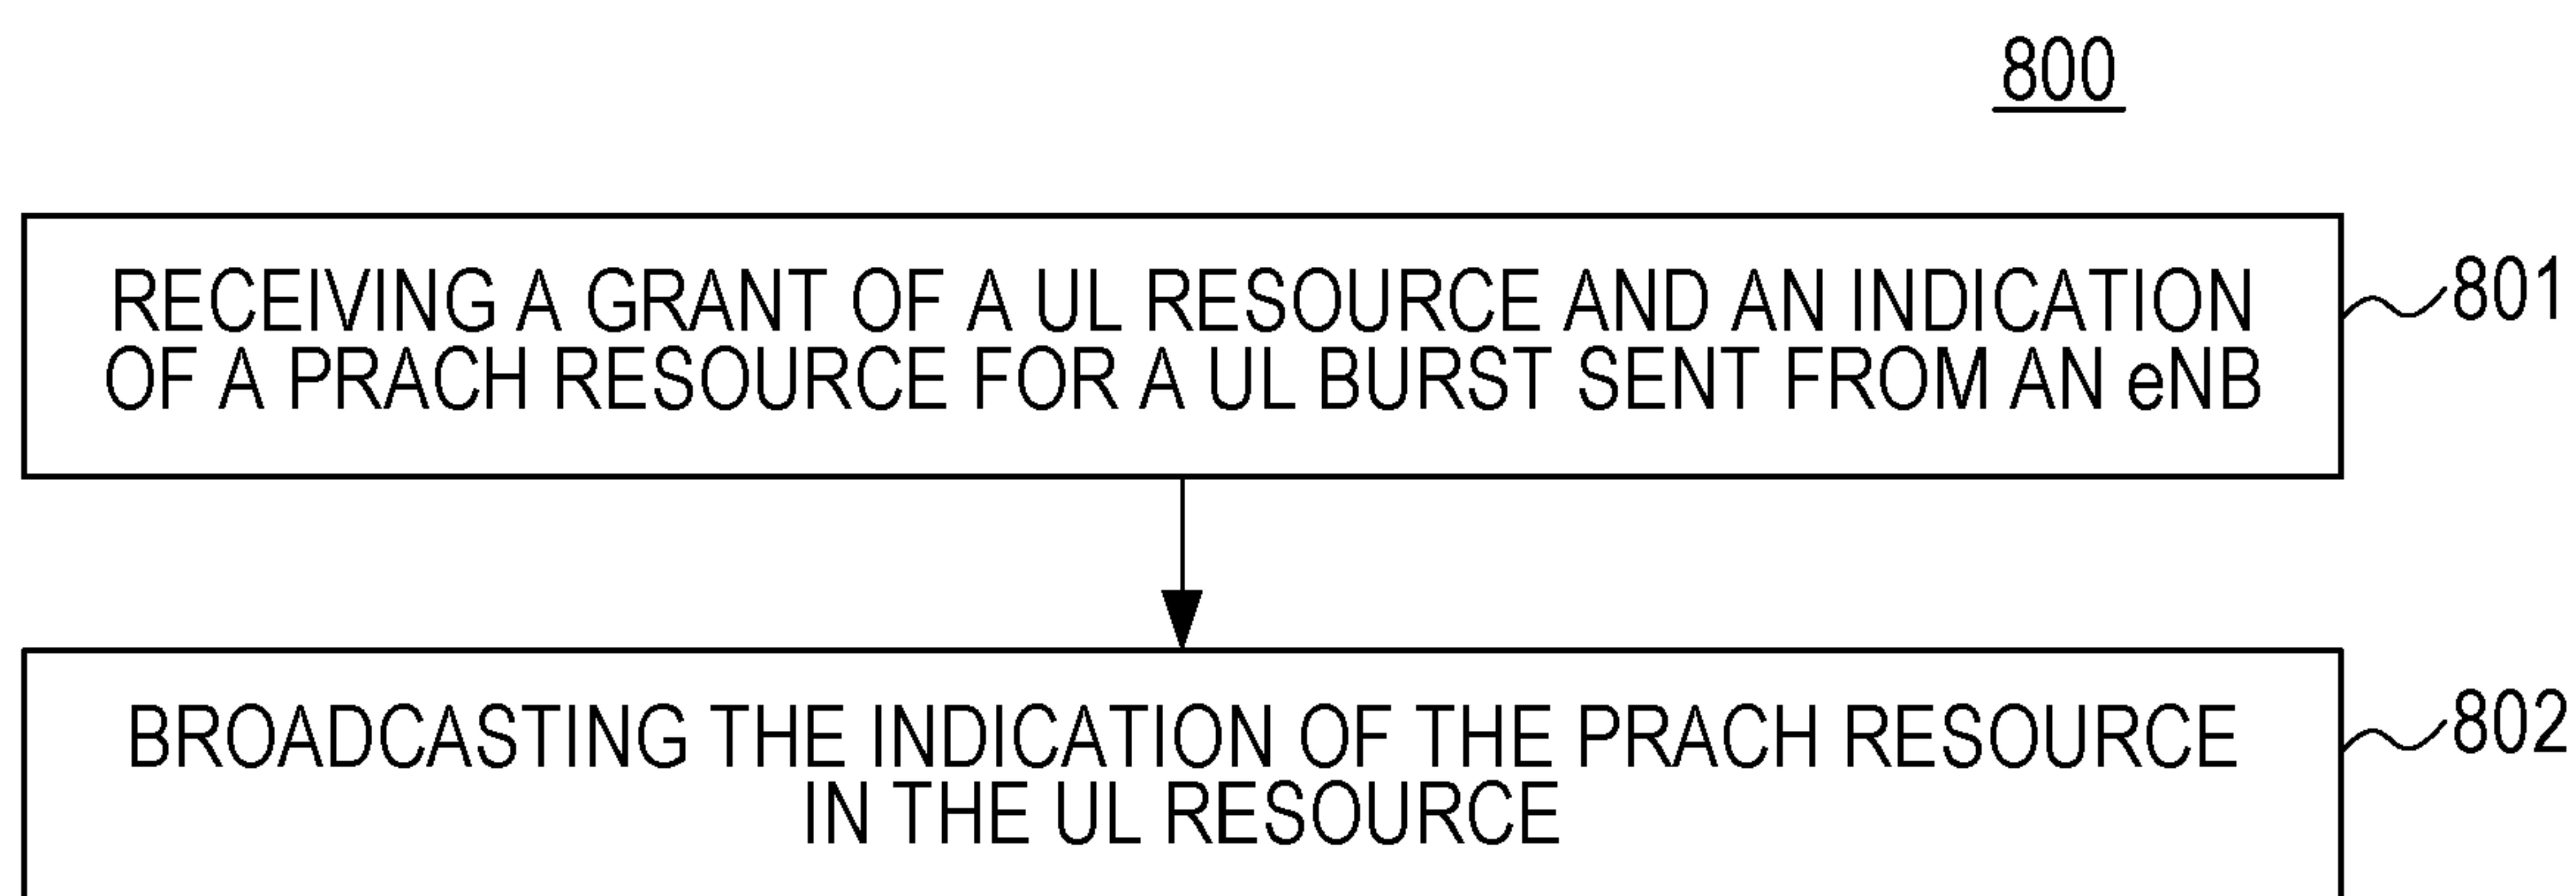 800
RECEIVING A GRANT OF A UL RESOURCE AND AN INDICATION
OF A PRACH RESOURCE FOR A UL BURST SENT FROM AN eNB
801
BROADCASTING THE INDICATION OF THE PRACH RESOURCE
IN THE UL RESOURCE
802